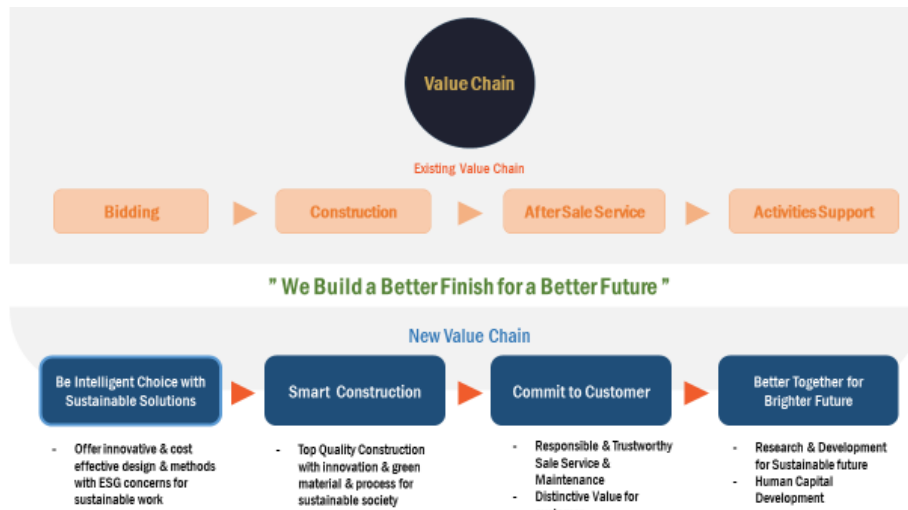 Value Chain
Existing Value Chain
Bidding
Construction
After Sale Service
Activities Support
" We Build a Better Finish for a Better Future "
New Value Chain
Be Intelligent Choice with
Sustainable Solutions
Smart Construction
Commit to Customer
Better Together for
Brighter Future
- Offer innovative & cost
effective design & methods
with ESG concerns for
sustainable work
- Top Quality Construction
with innovation & green
material & process for
sustainable society
- Responsible & Trustworthy
Sale Service &
Maintenance
- Distinctive Value for
- Research & Development
for Sustainable future
- Human Capital
Development